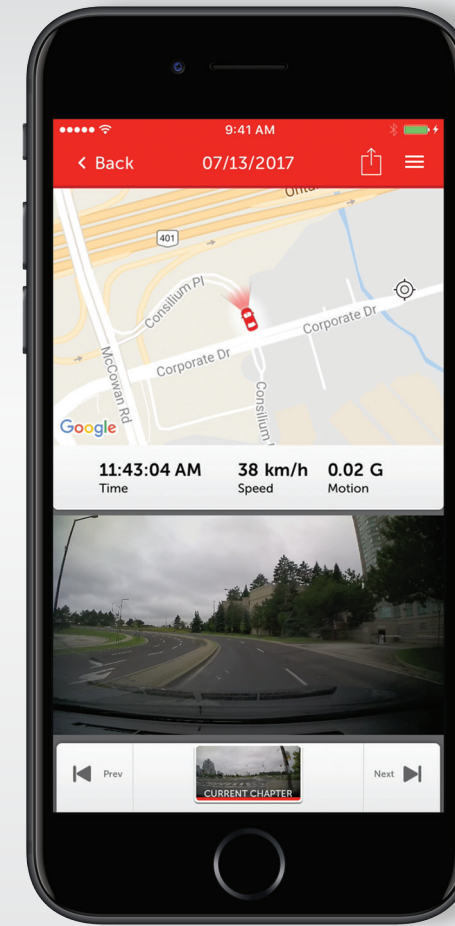 9:41 AM
Back
07/13/2017
Onta
401
Consilium Pl
Corporate Dr
McCowan Rd
Corporate Dr
Consilium
Google
11:43:04 AM
38 km/h
0.02 G
Time
Speed
Motion
Prev
CURRENT CHAPTER
Next